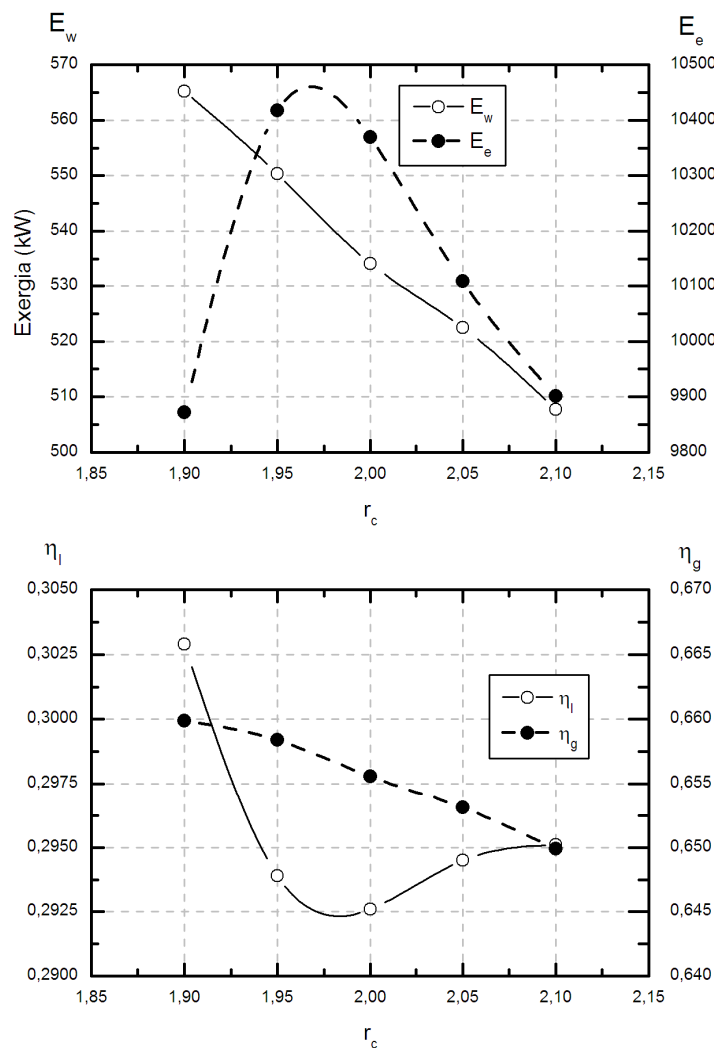 E_w E_e
570 10500
560 10400
550 10300
540 10200
530 10100
520 10000
510 9900
500 9800
Exergia (kW)
E_w
E_e
1,85 1,90 1,95 2,00 2,05 2,10 2,15
r_c
η_l η_g
0,3050 0,670
0,3025 0,665
0,3000 0,660
0,2975 0,655
0,2950 0,650
0,2925 0,645
0,2900 0,640
η_l
η_g
1,85 1,90 1,95 2,00 2,05 2,10 2,15
r_c